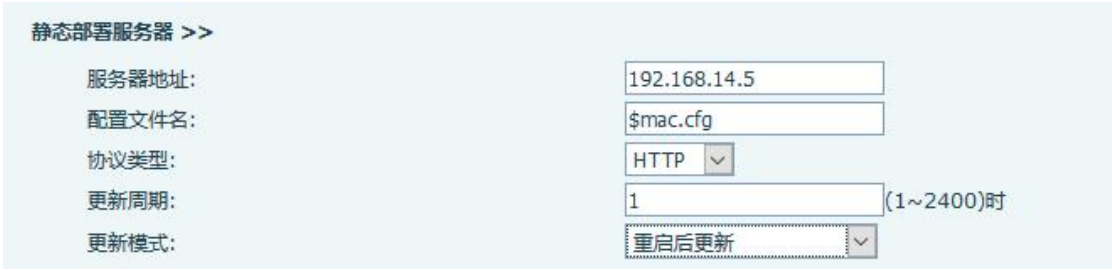 静态部署服务器 >>
服务器地址: 192.168.14.5
配置文件名: $mac.cfg
协议类型: HTTP
更新周期: 1 (1~2400)时
更新模式: 重启后更新